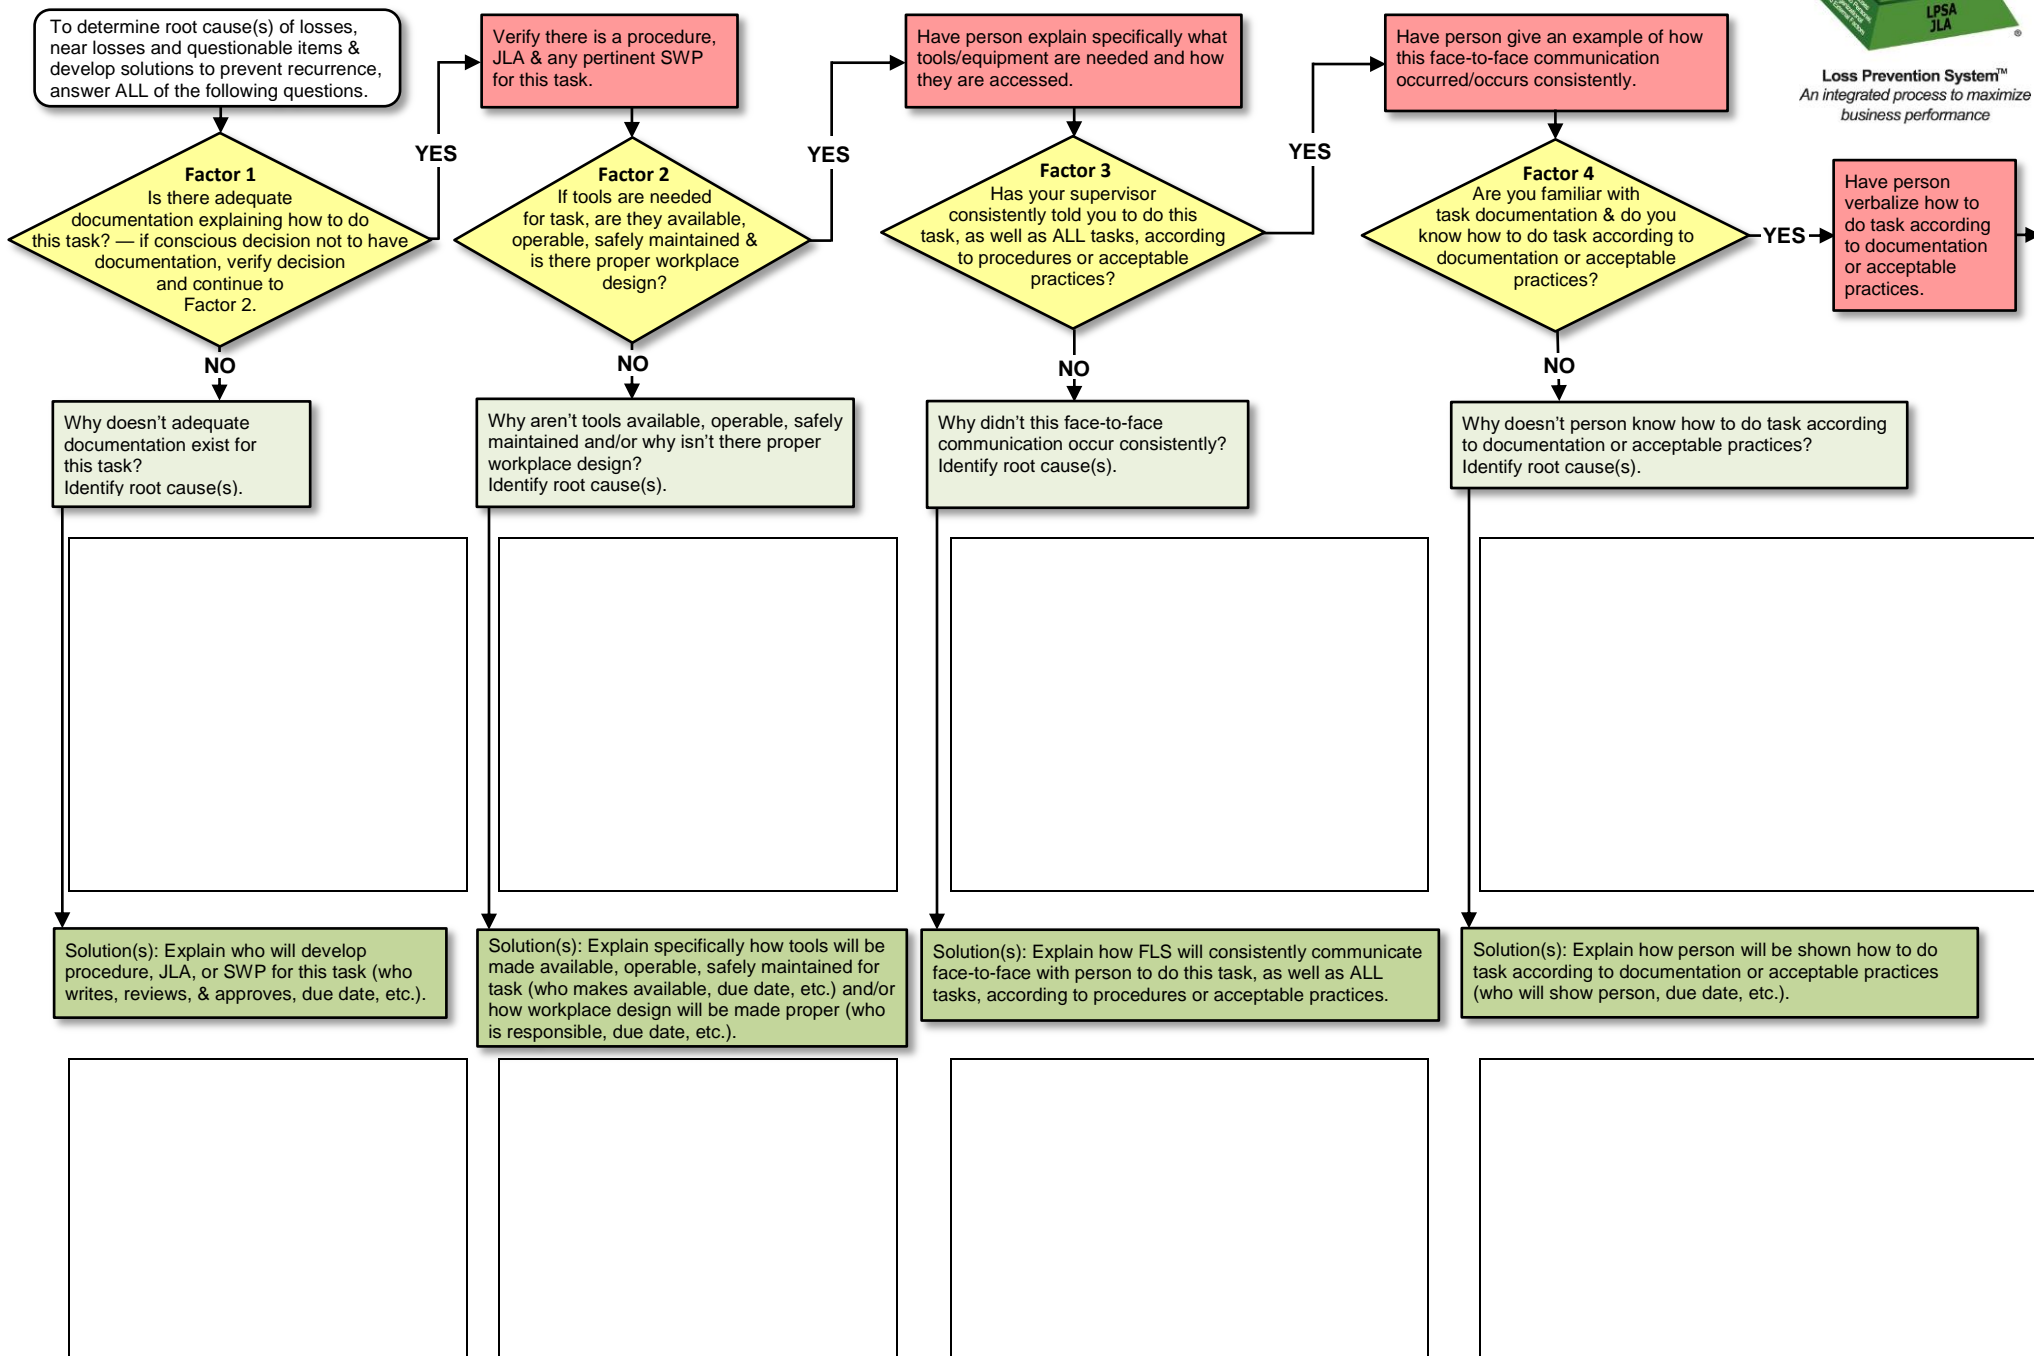 To determine root cause(s) of losses,
near losses and questionable items &
develop solutions to prevent recurrence,
answer ALL of the following questions.
Verify there is a procedure,
JLA & any pertinent SWP
for this task.
Have person explain specifically what
tools/equipment are needed and how
they are accessed.
Have person give an example of how
this face-to-face communication
occurred/occurs consistently.
LPSA
JLA
®
Loss Prevention System™
An integrated process to maximize
business performance
YES
YES
YES
Factor 1
Is there adequate
documentation explaining how to do
this task? — if conscious decision not to have
documentation, verify decision
and continue to
Factor 2.
Factor 2
If tools are needed
for task, are they available,
operable, safely maintained &
is there proper workplace
design?
Factor 3
Has your supervisor
consistently told you to do this
task, as well as ALL tasks, according
to procedures or acceptable
practices?
Factor 4
Are you familiar with
task documentation & do you
know how to do task according to
documentation or acceptable
practices?
YES
Have person
verbalize how to
do task according
to documentation
or acceptable
practices.
NO
NO
NO
NO
Why doesn’t adequate
documentation exist for
this task?
Identify root cause(s).
Why aren’t tools available, operable, safely
maintained and/or why isn’t there proper
workplace design?
Identify root cause(s).
Why didn’t this face-to-face
communication occur consistently?
Identify root cause(s).
Why doesn’t person know how to do task according
to documentation or acceptable practices?
Identify root cause(s).
Solution(s): Explain who will develop
procedure, JLA, or SWP for this task (who
writes, reviews, & approves, due date, etc.).
Solution(s): Explain specifically how tools will be
made available, operable, safely maintained for
task (who makes available, due date, etc.) and/or
how workplace design will be made proper (who
is responsible, due date, etc.).
Solution(s): Explain how FLS will consistently communicate
face-to-face with person to do this task, as well as ALL
tasks, according to procedures or acceptable practices.
Solution(s): Explain how person will be shown how to do
task according to documentation or acceptable practices
(who will show person, due date, etc.).